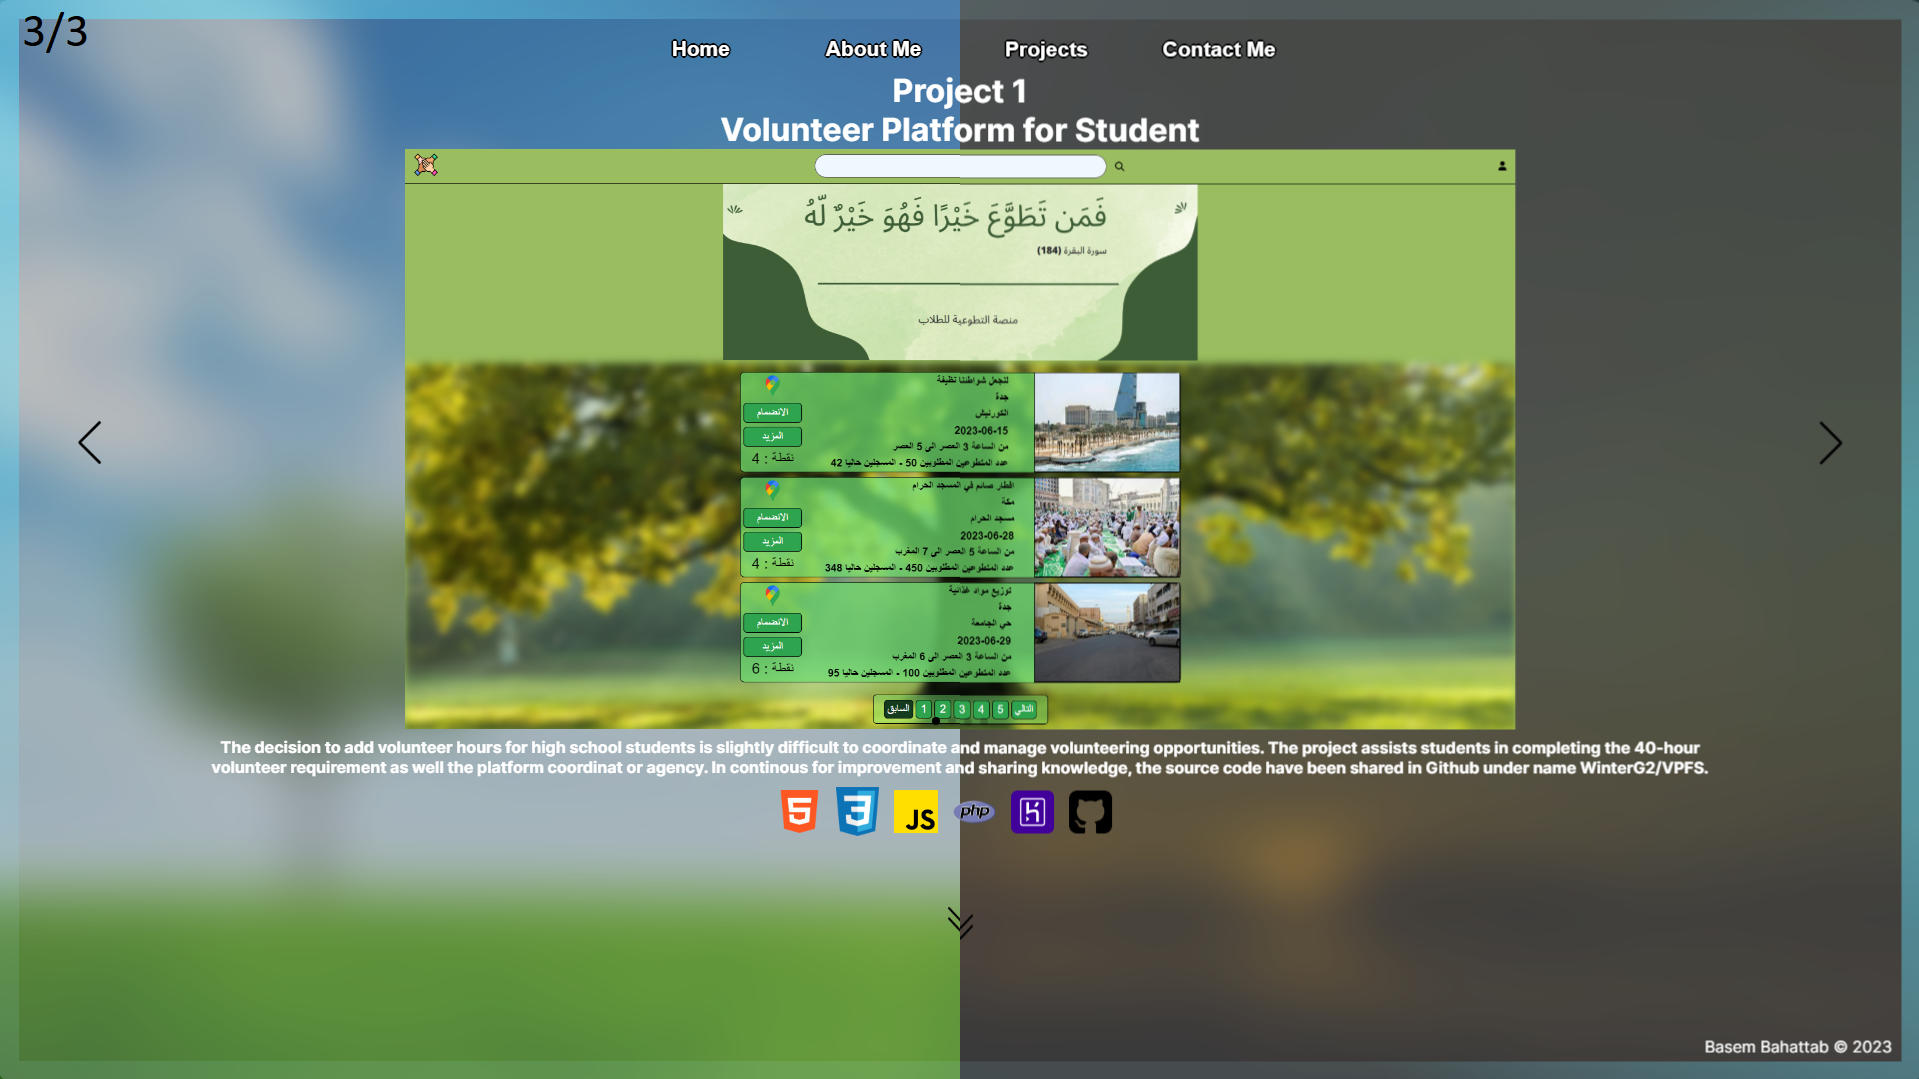 3/3
Home About Me Projects Contact Me
Project 1
Volunteer Platform for Student
فَمَن تَطَوَّعَ خَيْرًا فَهُوَ خَيْرٌ لَّهُ
سورة البقرة (184)
منصة التطوعية للطلاب
لنجعل شواطئنا نظيفة
جدة
الانضمام
الكورنيش
2023-06-15
المزيد
من الساعة 3 العصر الى 5 العصر
نقطة : 4
عدد المتطوعين المطلوبين 50 - المسجلين حاليا 42
افطار صائم في المسجد الحرام
مكة
الانضمام
مسجد الحرام
2023-06-28
المزيد
من الساعة 5 العصر الى 7 المغرب
نقطة : 4
عدد المتطوعين المطلوبين 450 - المسجلين حاليا 348
توزيع مواد غذائية
جدة
الانضمام
حي الجامعة
2023-06-29
المزيد
من الساعة 3 العصر الى 6 المغرب
نقطة : 6
عدد المتطوعين المطلوبين 100 - المسجلين حاليا 95
السابق 1 2 3 4 5 التالي
The decision to add volunteer hours for high school students is slightly difficult to coordinate and manage volunteering opportunities. The project assists students in completing the 40-hour
volunteer requirement as well the platform coordinat or agency. In continous for improvement and sharing knowledge, the source code have been shared in Github under name WinterG2/VPFS.
5 3 JS php
Basem Bahattab © 2023